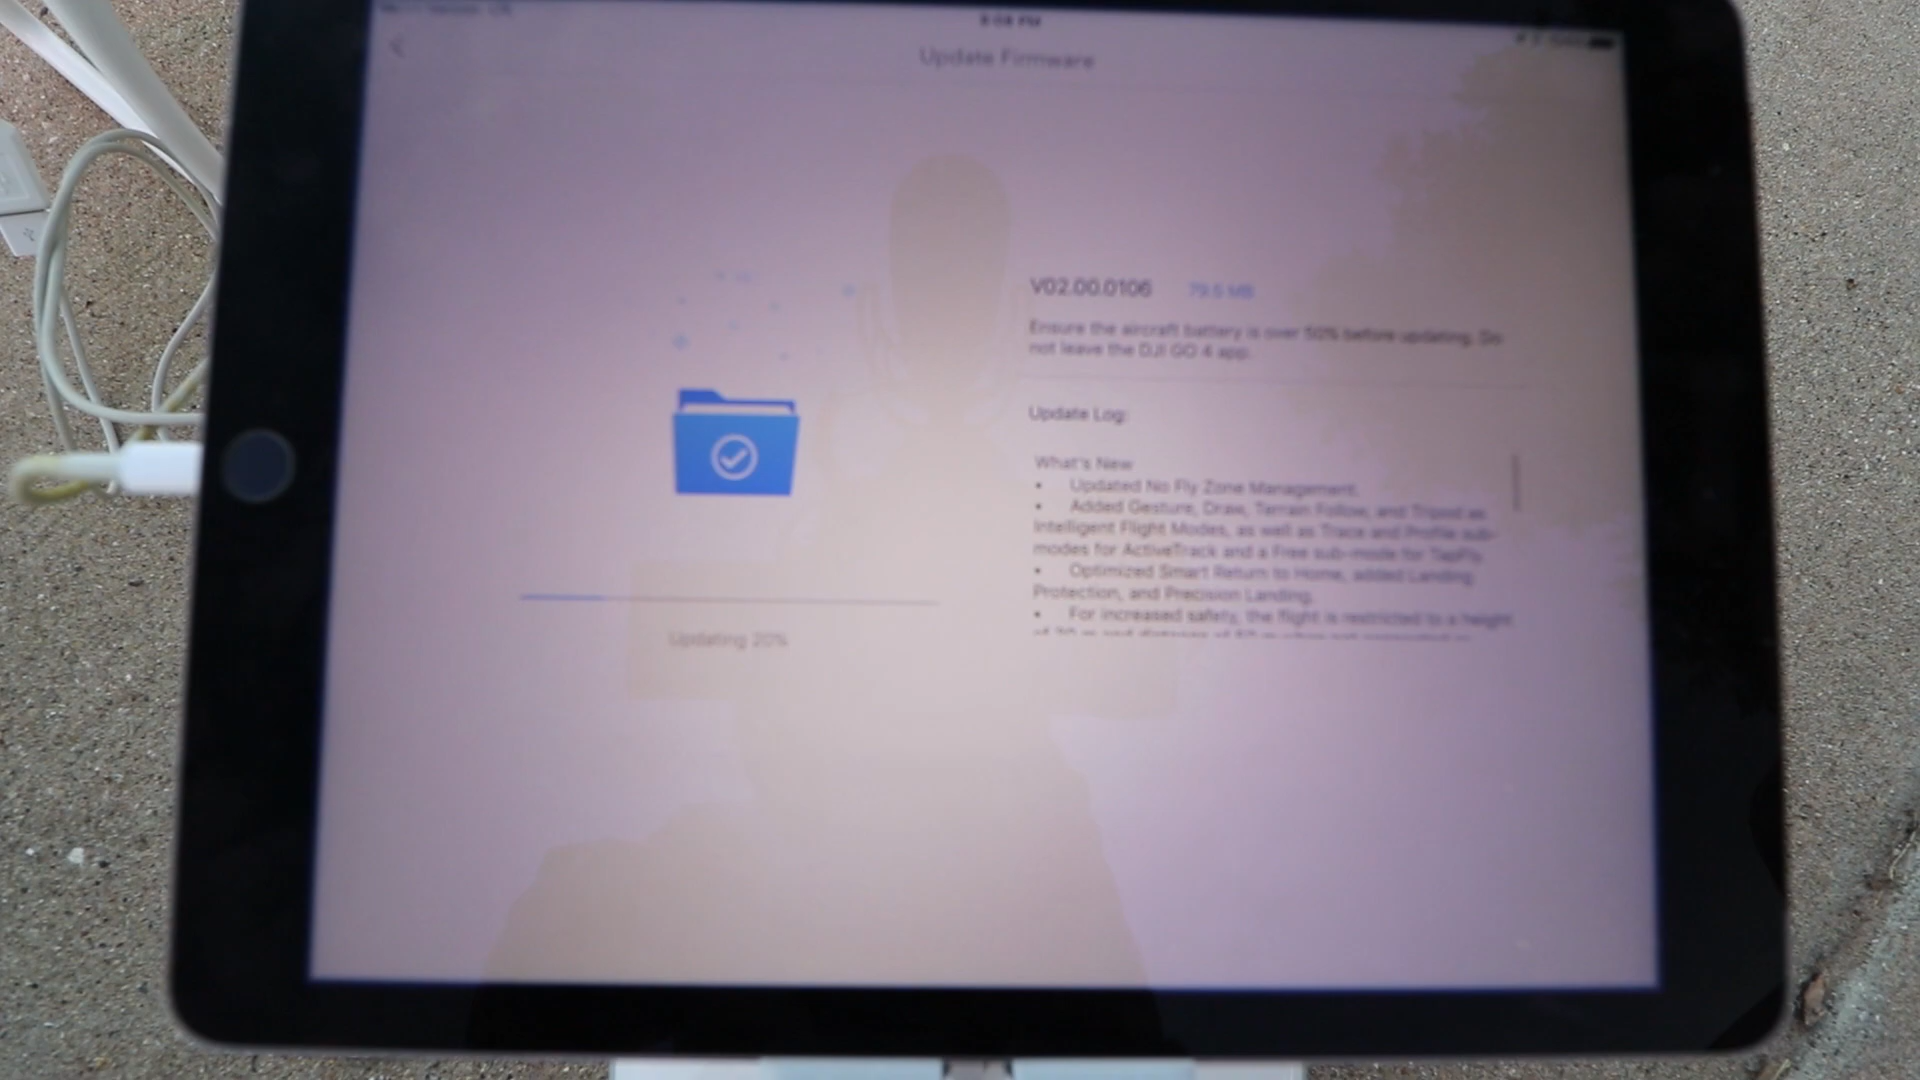 Update Firmware
V02.00.0106 79.5 MB
Ensure the aircraft battery is over 50% before updating. Do
not leave the DJI GO 4 app.
Update Log:
What's New
• Updated No Fly Zone Management.
• Added Gesture, Draw, Terrain Follow, and Tripod as
Intelligent Flight Modes, as well as Trace and Profile sub-
modes for ActiveTrack and a Free sub-mode for TapFly.
• Optimized Smart Return to Home, added Landing
Protection, and Precision Landing.
• For increased safety, the flight is restricted to a height
Updating 20%